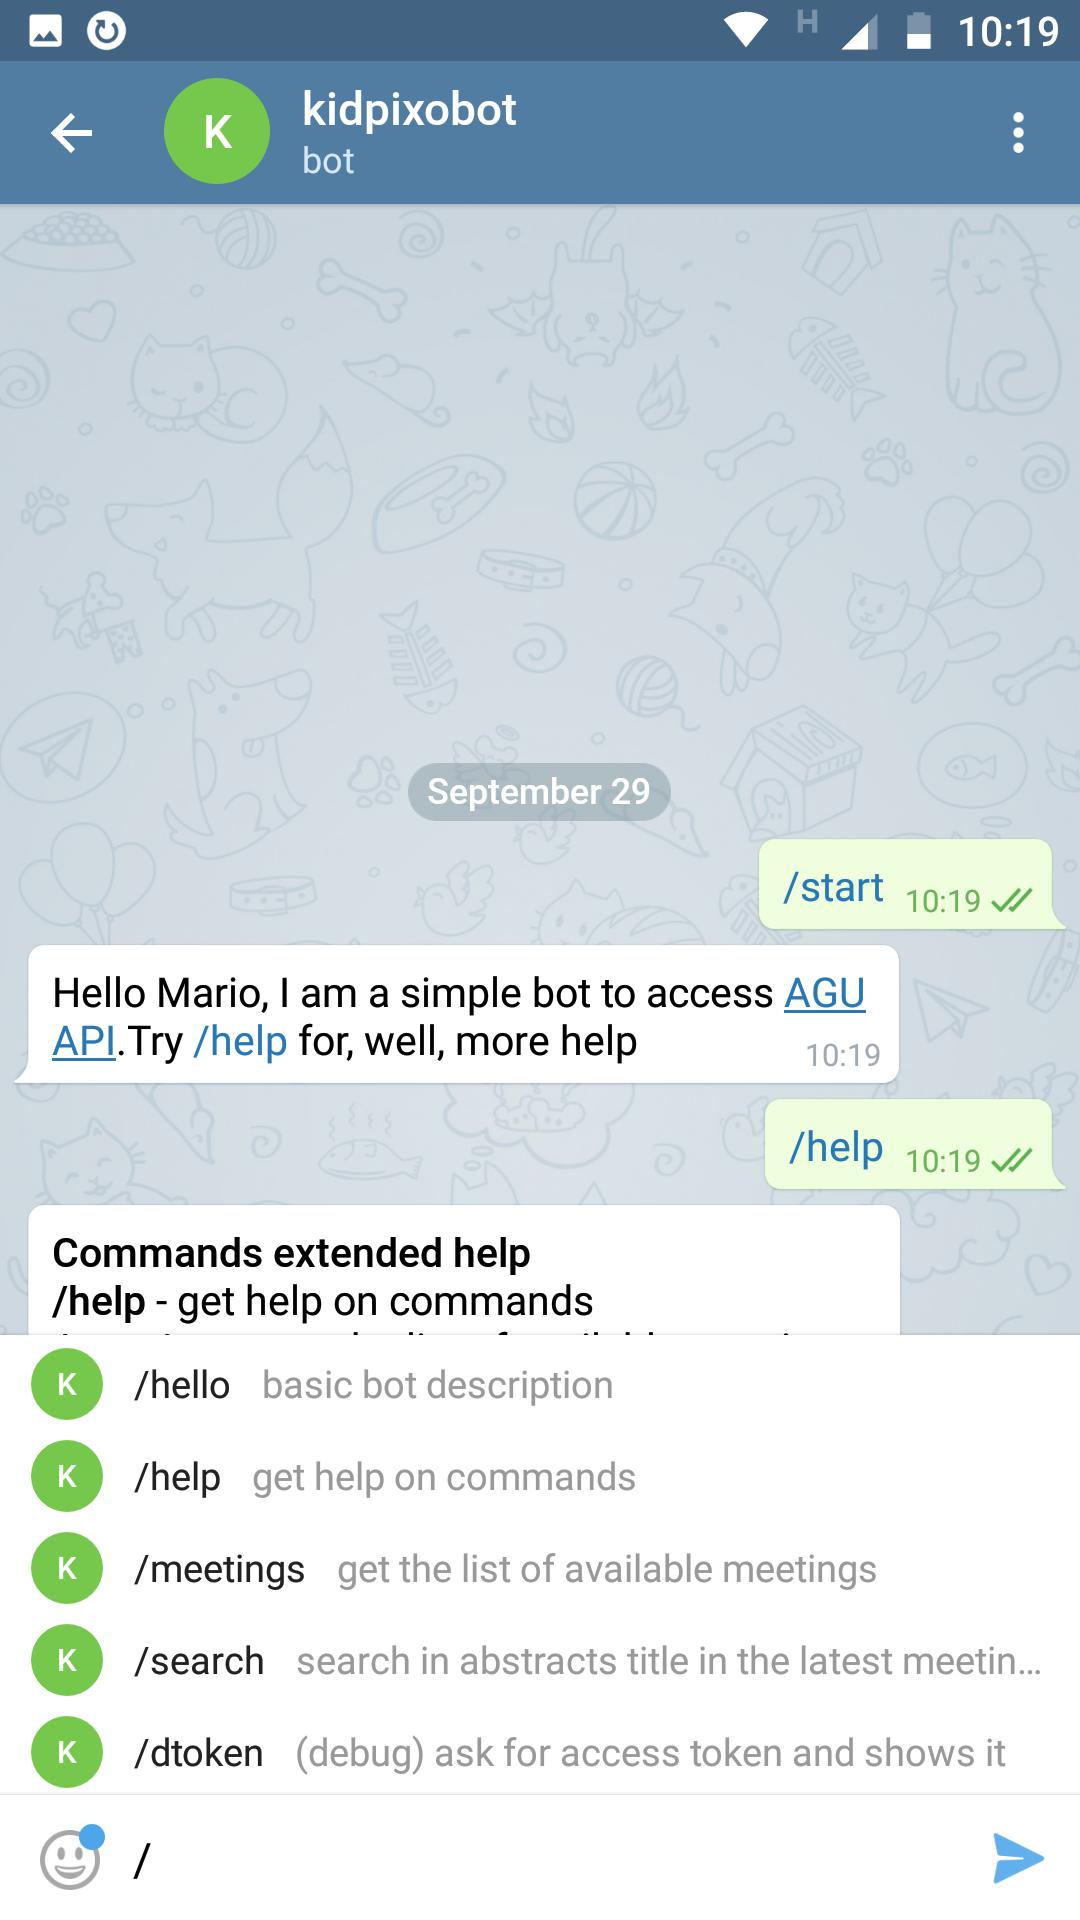 H 10:19
K
kidpixobot
bot
September 29
/start 10:19
Hello Mario, I am a simple bot to access AGU
API.Try /help for, well, more help 10:19
/help 10:19
Commands extended help
/help - get help on commands
K /hello basic bot description
K /help get help on commands
K /meetings get the list of available meetings
K /search search in abstracts title in the latest meetin...
K /dtoken (debug) ask for access token and shows it
/